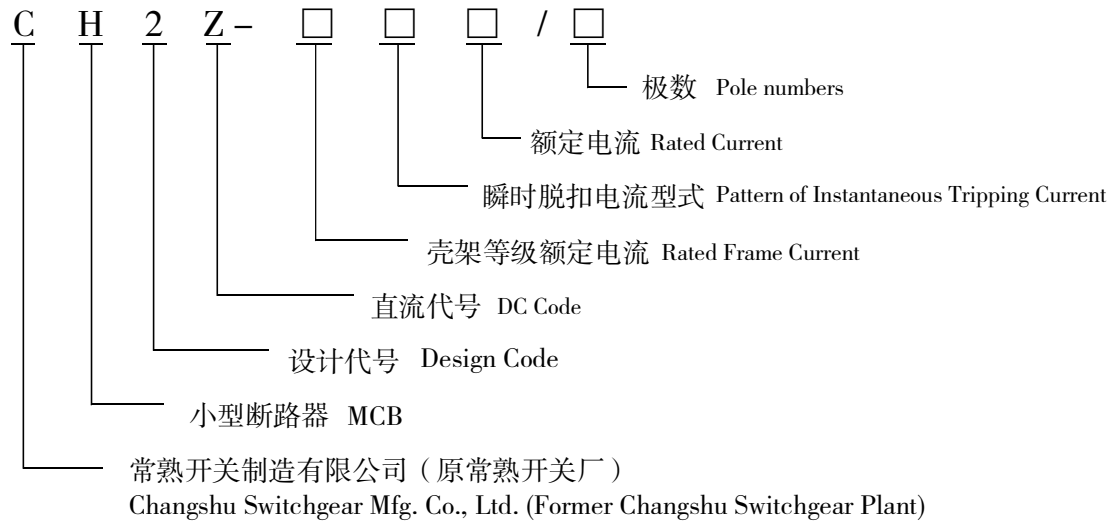 C H 2 Z- □ □ □ / □
极数 Pole numbers
额定电流 Rated Current
瞬时脱扣电流型式 Pattern of Instantaneous Tripping Current
壳架等级额定电流 Rated Frame Current
直流代号 DC Code
设计代号 Design Code
小型断路器 MCB
常熟开关制造有限公司（原常熟开关厂）
Changshu Switchgear Mfg. Co., Ltd. (Former Changshu Switchgear Plant)